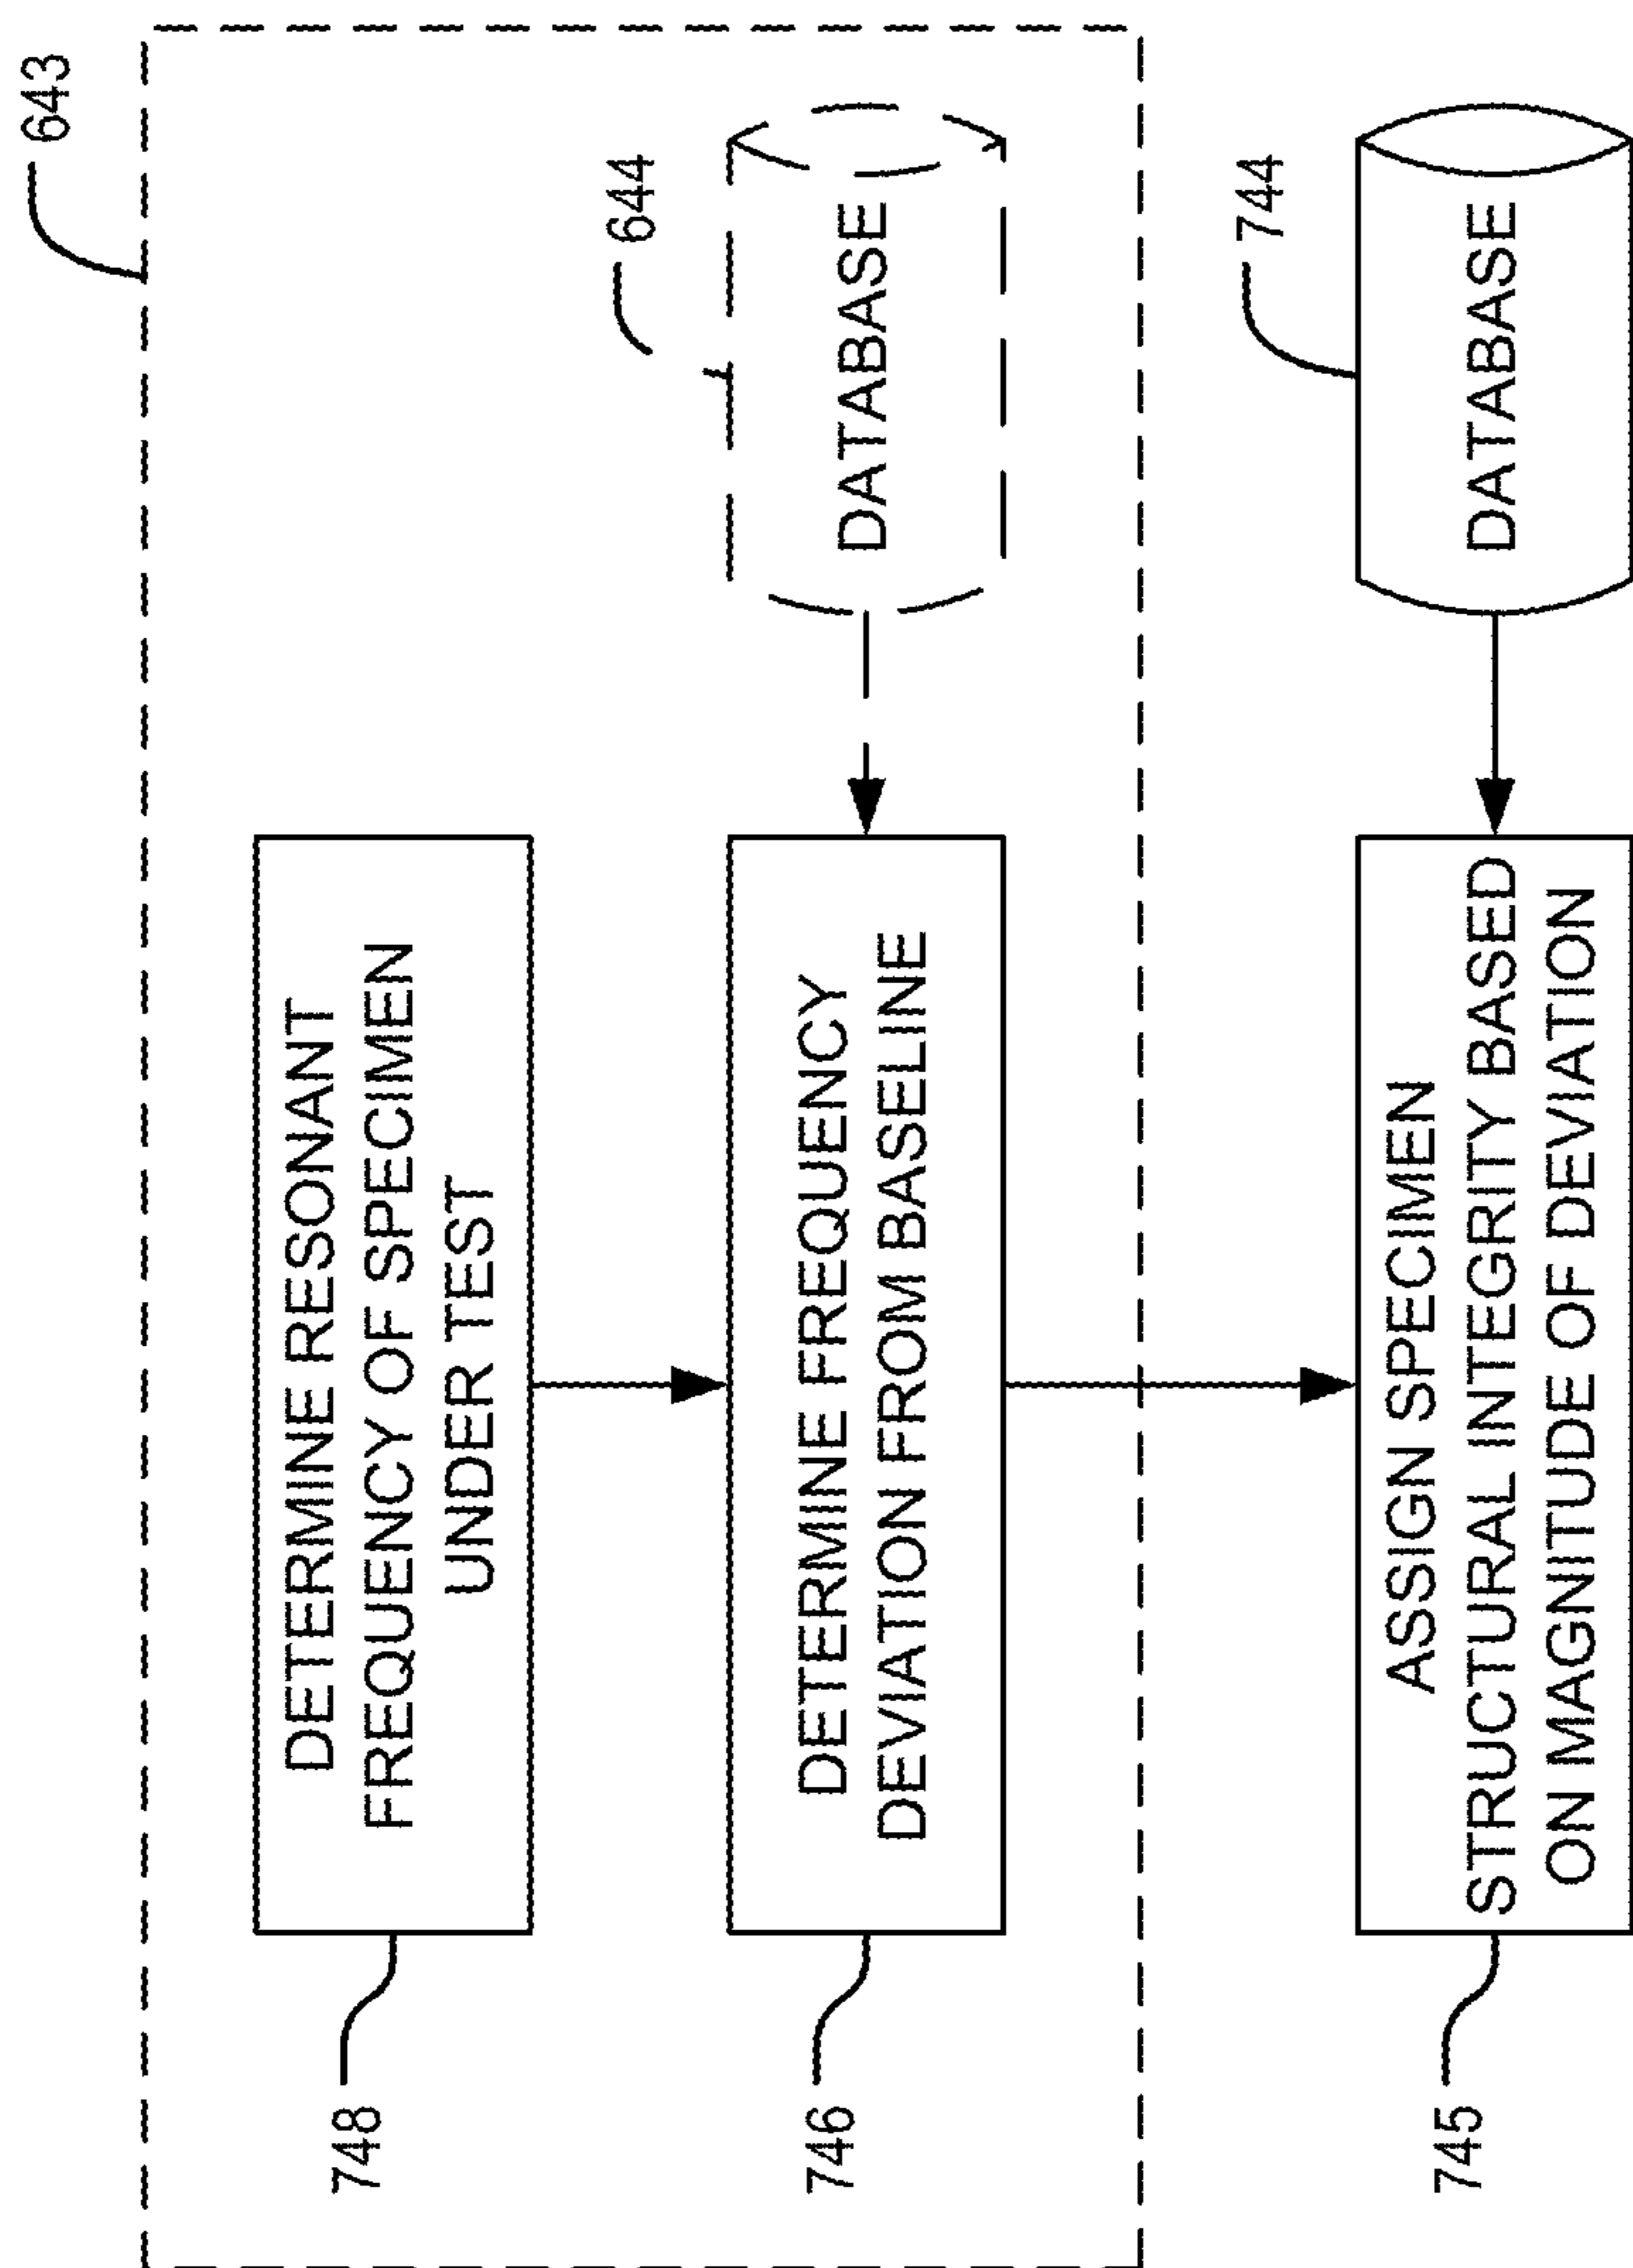 643
748
DETERMINE RESONANT
FREQUENCY OF SPECIMEN
UNDER TEST
644
746
DETERMINE FREQUENCY
DEVIATION FROM BASELINE
DATABASE
744
745
ASSIGN SPECIMEN
STRUCTURAL INTEGRITY BASED
ON MAGNITUDE OF DEVIATION
DATABASE